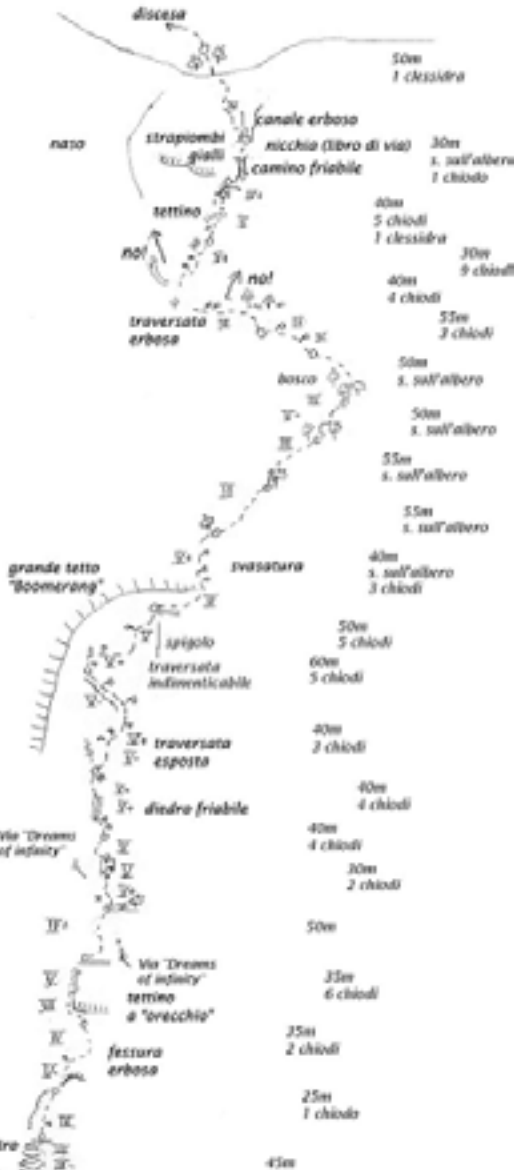 discesa
50m
1 clessidra
canale erboso
strapiombi
gialli
naso
nicchia (libro di via)
30m
s. sull'albero
1 chiodo
camino friabile
tettino
40m
5 chiodi
1 clessidra
no!
30m
9 chiodi
no!
40m
4 chiodi
traversata
erbosa
55m
3 chiodi
bosco
50m
s. sull'albero
50m
s. sull'albero
55m
s. sull'albero
55m
s. sull'albero
grande tetto
"Boomerang"
svasatura
40m
s. sull'albero
3 chiodi
50m
5 chiodi
spigolo
traversata
indimenticabile
60m
5 chiodi
traversata
esposta
40m
3 chiodi
40m
4 chiodi
diedro friabile
Via "Dreams
of infinity"
40m
4 chiodi
30m
2 chiodi
50m
Via "Dreams
of infinity"
tettino
a "orecchio"
35m
6 chiodi
35m
2 chiodi
fessura
erbosa
25m
1 chiodo
45m